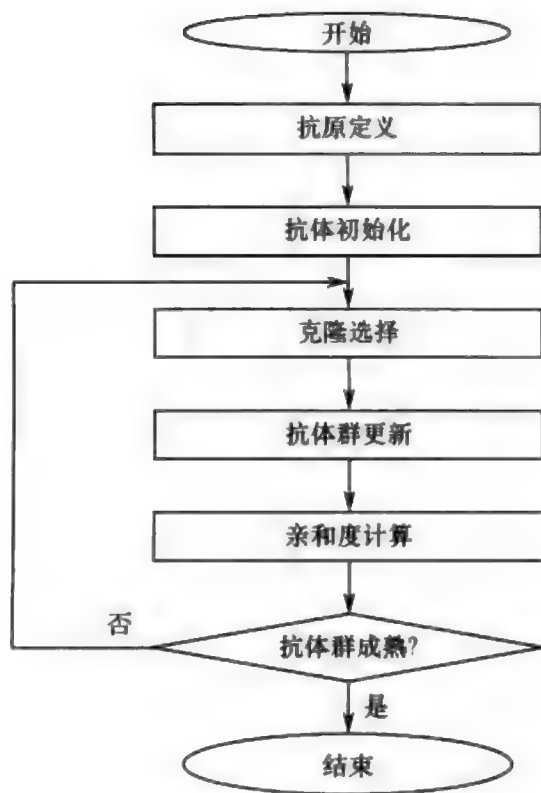 开始
抗原定义
抗体初始化
克隆选择
抗体群更新
亲和度计算
否
抗体群成熟?
是
结束